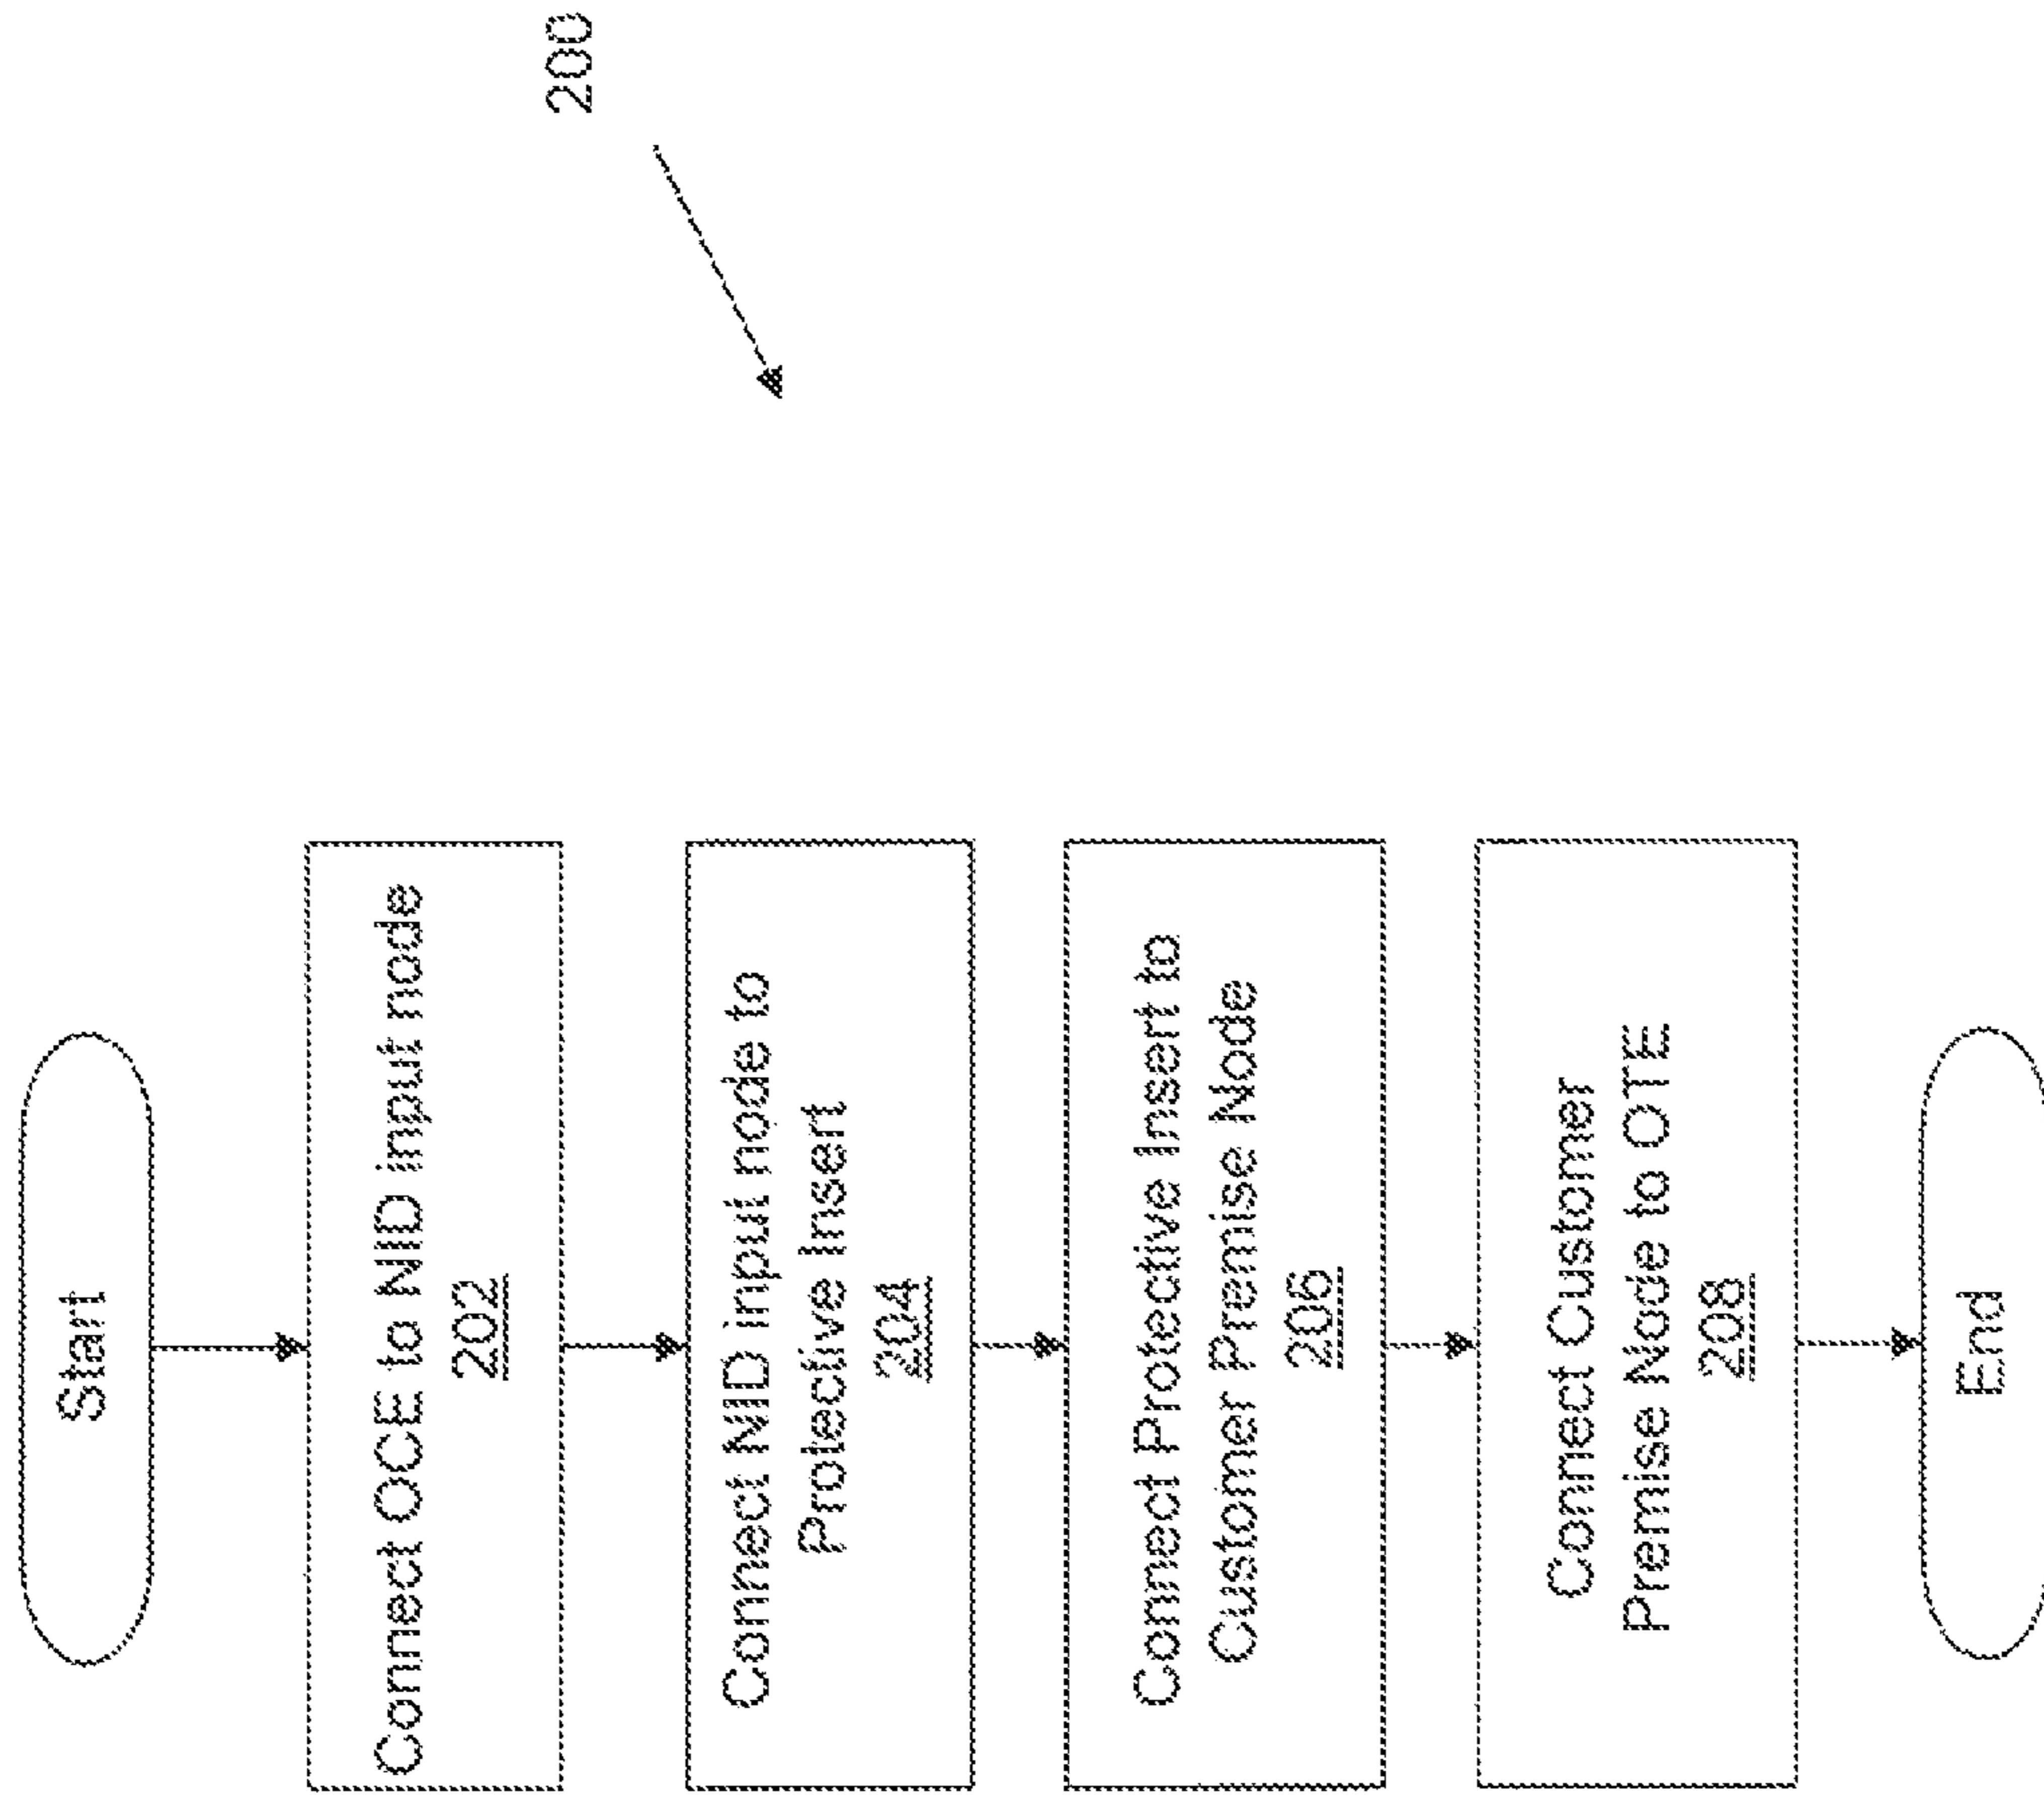 200
Start
Connect OCE to NID input node
202
Connect NID input node to
Protective Insert
204
Connect Protective Insert to
Customer Premise Node
206
Connect Customer
Premise Node to OTE
208
End